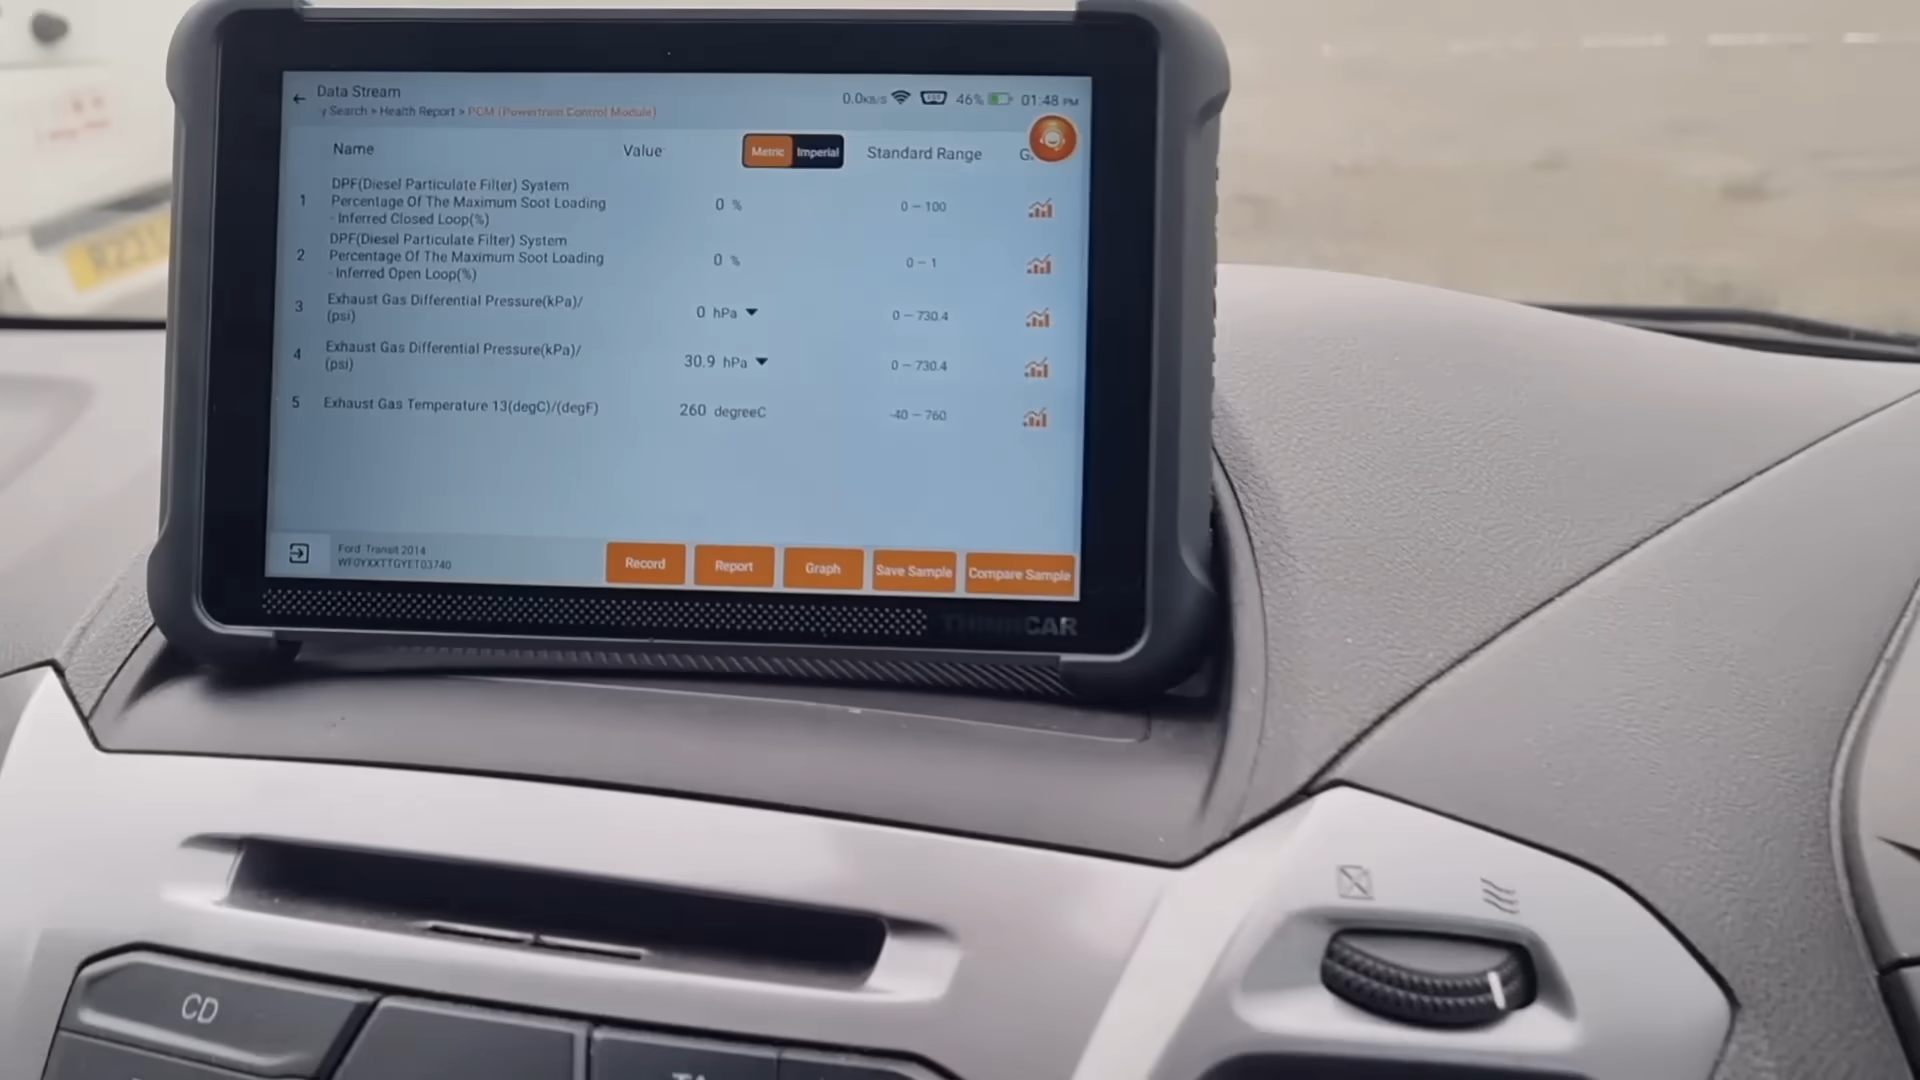 Data Stream
0.0KB/S 46% 01:48 PM
y Search > Health Report > PCM (Powertrain Control Module)
Name Value Metric Imperial Standard Range G
1 DPF(Diesel Particulate Filter) System
Percentage Of The Maximum Soot Loading
- Inferred Closed Loop(%)
0 % 0 – 100
2 DPF(Diesel Particulate Filter) System
Percentage Of The Maximum Soot Loading
- Inferred Open Loop(%)
0 % 0 – 1
3 Exhaust Gas Differential Pressure(kPa)/
(psi)
0 hPa 0 – 730.4
4 Exhaust Gas Differential Pressure(kPa)/
(psi)
30.9 hPa 0 – 730.4
5 Exhaust Gas Temperature 13(degC)/(degF) 260 degreeC -40 – 760
Ford Transit 2014
WF0YXXTTGYET03740
Record Report Graph Save Sample Compare Sample
THINKCAR
CD